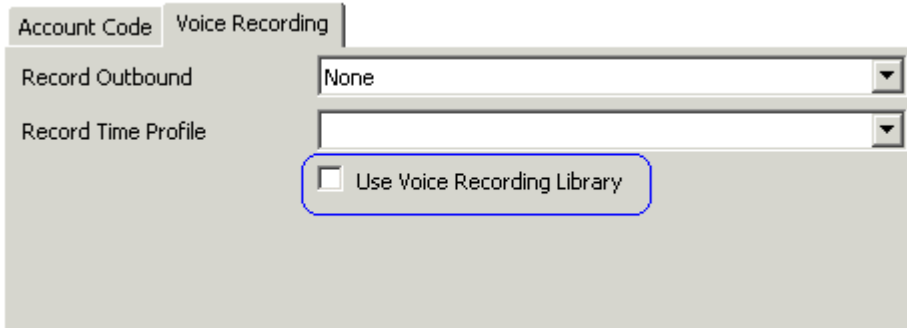 Account Code Voice Recording
Record Outbound None
Record Time Profile
Use Voice Recording Library